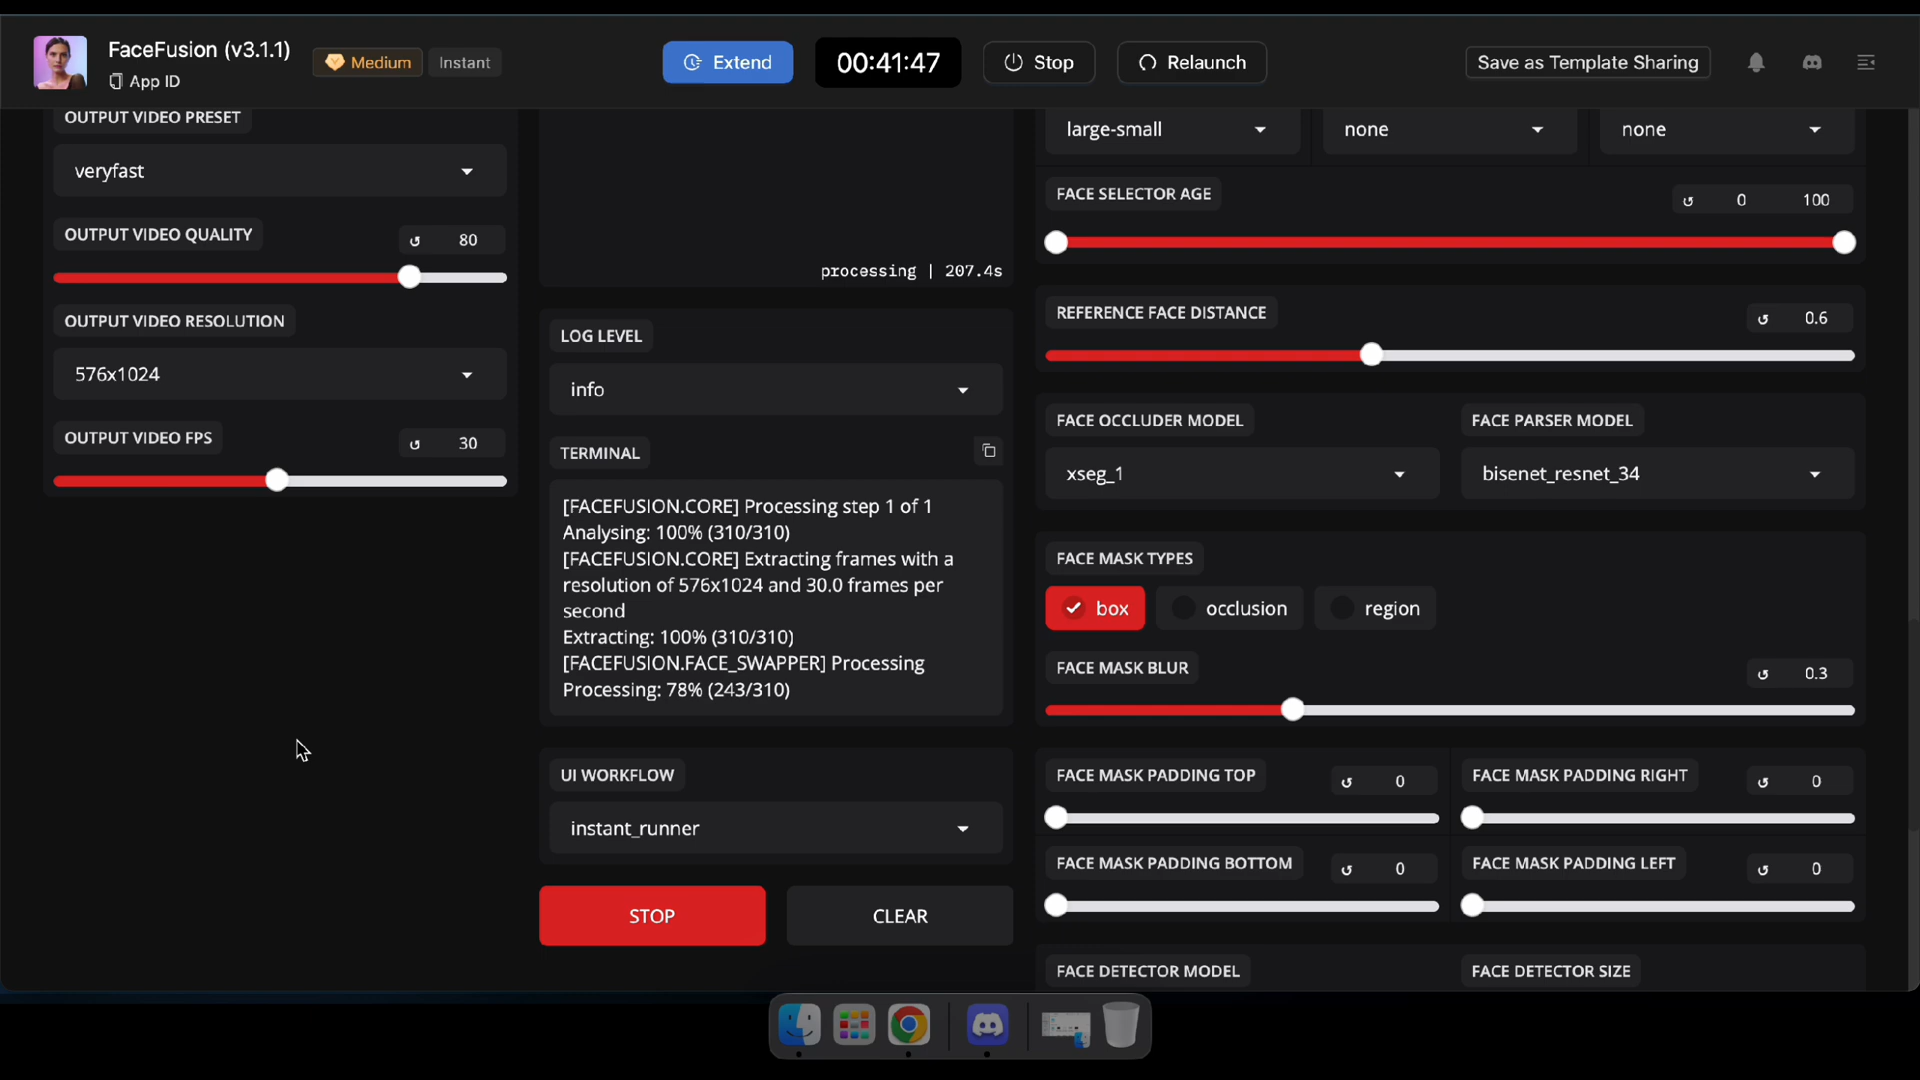 FaceFusion (v3.1.1)
App ID
Medium
Instant
Extend
00:41:47
Stop
Relaunch
Save as Template Sharing
OUTPUT VIDEO PRESET
veryfast
OUTPUT VIDEO QUALITY
80
OUTPUT VIDEO RESOLUTION
576x1024
OUTPUT VIDEO FPS
30
processing | 207.4s
LOG LEVEL
info
TERMINAL
[FACEFUSION.CORE] Processing step 1 of 1
Analysing: 100% (310/310)
[FACEFUSION.CORE] Extracting frames with a
resolution of 576x1024 and 30.0 frames per
second
Extracting: 100% (310/310)
[FACEFUSION.FACE_SWAPPER] Processing
Processing: 78% (243/310)
UI WORKFLOW
instant_runner
STOP
CLEAR
large-small
none
none
FACE SELECTOR AGE
0
100
REFERENCE FACE DISTANCE
0.6
FACE OCCLUDER MODEL
xseg_1
FACE PARSER MODEL
bisenet_resnet_34
FACE MASK TYPES
box
occlusion
region
FACE MASK BLUR
0.3
FACE MASK PADDING TOP
0
FACE MASK PADDING RIGHT
0
FACE MASK PADDING BOTTOM
0
FACE MASK PADDING LEFT
0
FACE DETECTOR MODEL
FACE DETECTOR SIZE